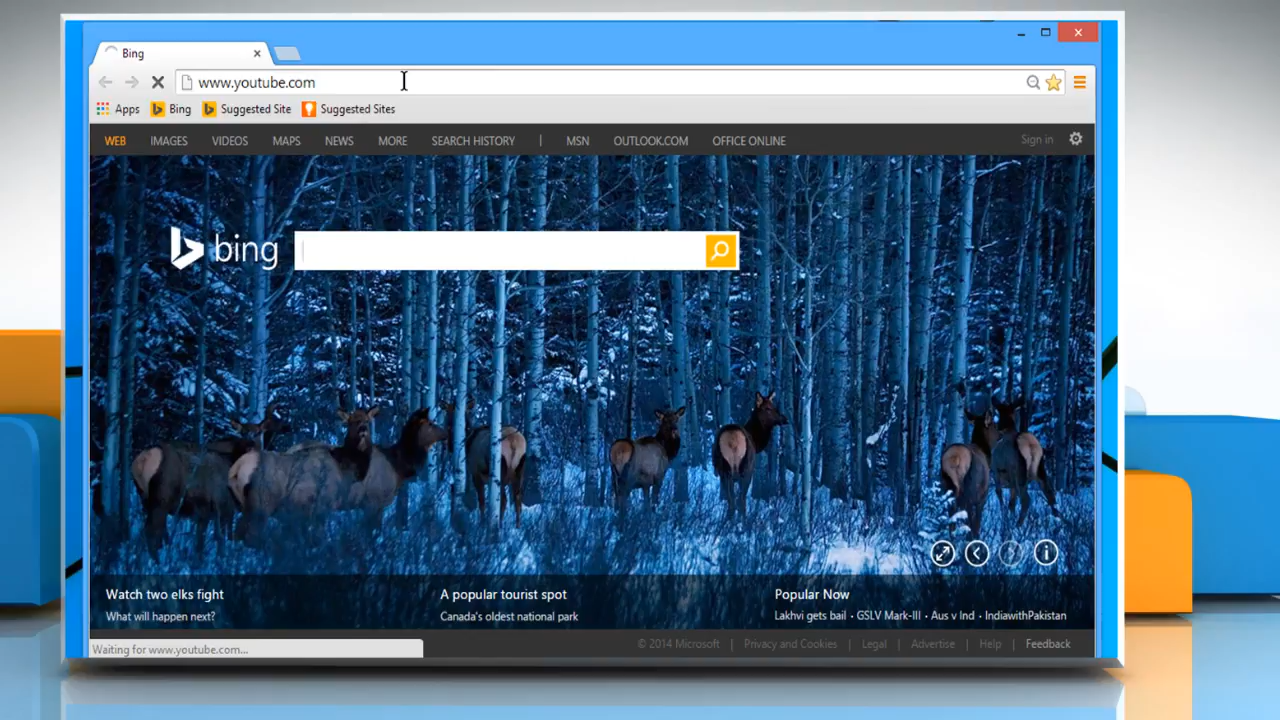 Bing
www.youtube.com
Apps Bing Suggested Site Suggested Sites
WEB IMAGES VIDEOS MAPS NEWS MORE SEARCH HISTORY | MSN OUTLOOK.COM OFFICE ONLINE Sign in
bing
Watch two elks fight
What will happen next?
A popular tourist spot
Canada's oldest national park
Popular Now
Lakhvi gets bail · GSLV Mark-III · Aus v Ind · IndiawithPakistan
Waiting for www.youtube.com...
© 2014 Microsoft | Privacy and Cookies | Legal | Advertise | Help | Feedback